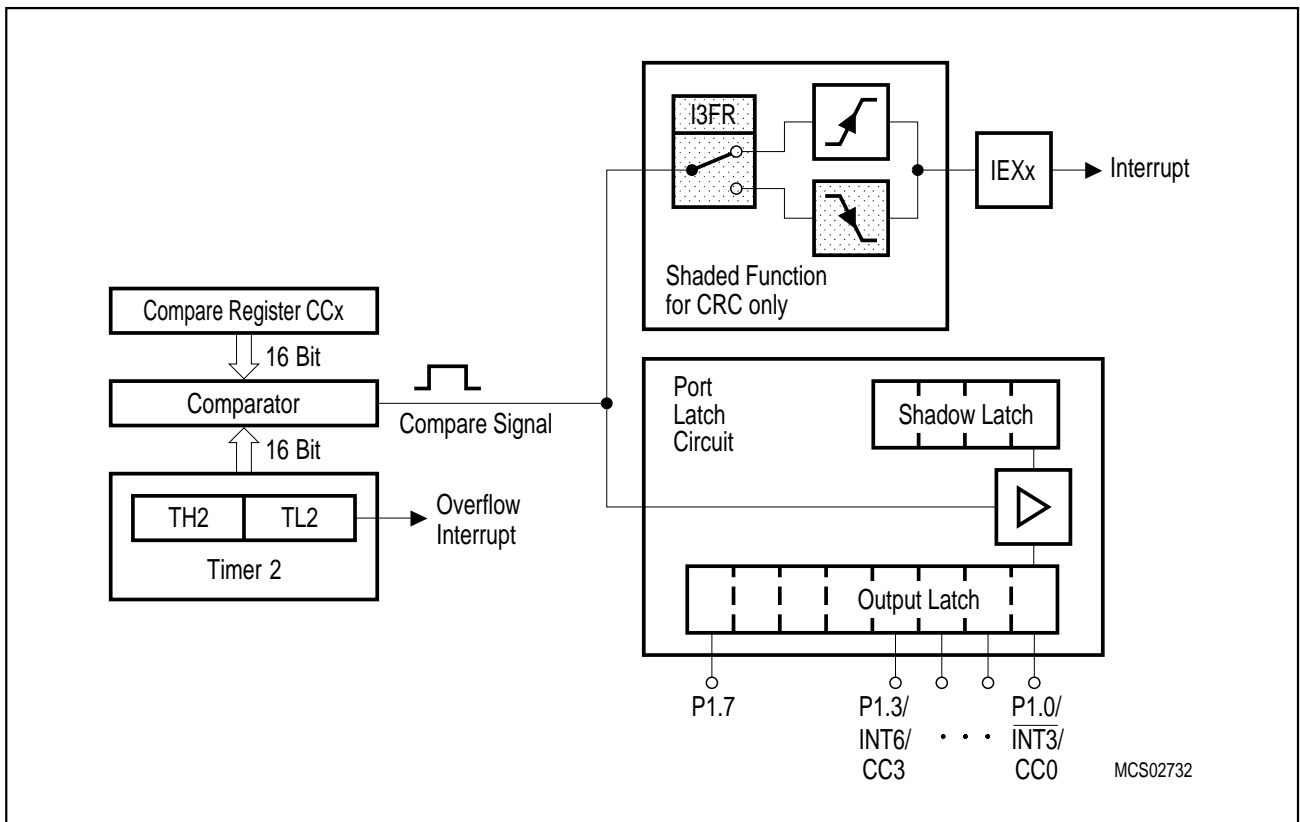 I3FR
IEXx
Interrupt
Shaded Function
for CRC only
Compare Register CCx
16 Bit
Comparator
Compare Signal
16 Bit
TH2
TL2
Overflow
Interrupt
Timer 2
Port
Latch
Circuit
Shadow Latch
Output Latch
P1.7
P1.3/
INT6/
CC3
. . .
P1.0/
INT3/
CC0
MCS02732